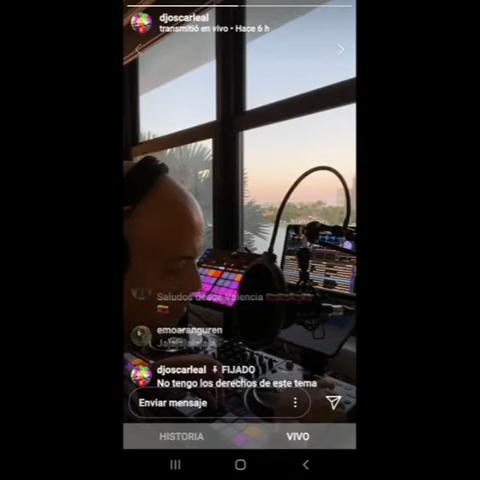 djoscarleal
transmitió en vivo • Hace 6 h
Saludos desde Valencia
emoaranguren
Jajajajajaja
djoscarleal FIJADO
No tengo los derechos de este tema
Enviar mensaje
HISTORIA VIVO